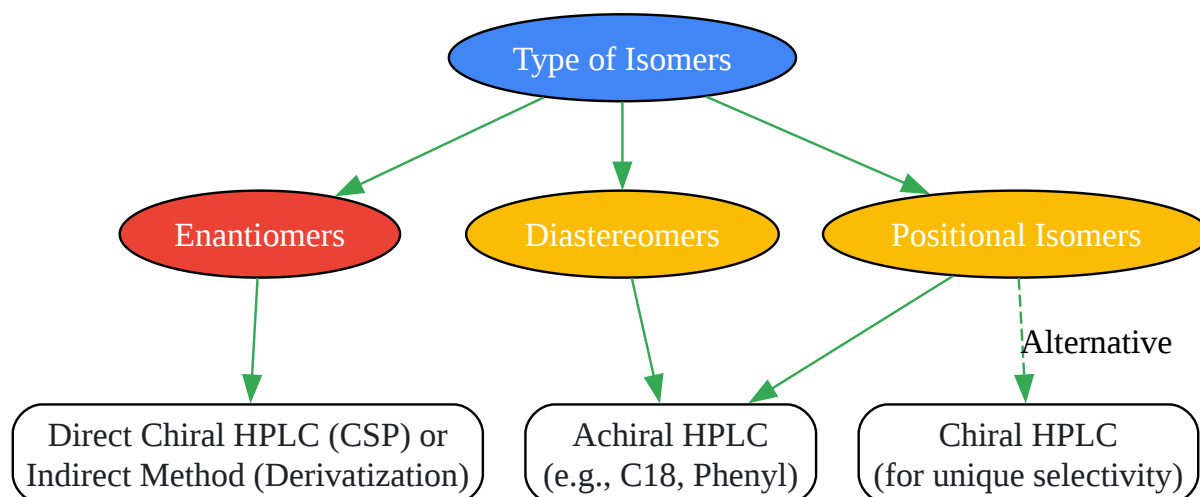 Type of Isomers
Enantiomers
Diastereomers
Positional Isomers
Alternative
Direct Chiral HPLC (CSP) or
Indirect Method (Derivatization)
Achiral HPLC
(e.g., C18, Phenyl)
Chiral HPLC
(for unique selectivity)